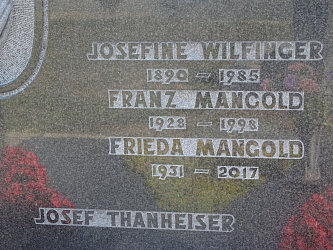 JOSEFINE WILFINGER
1890 – 1985
FRANZ MANGOLD
1928 – 1998
FRIEDA MANGOLD
1931 – 2017
JOSEF THANHEISER